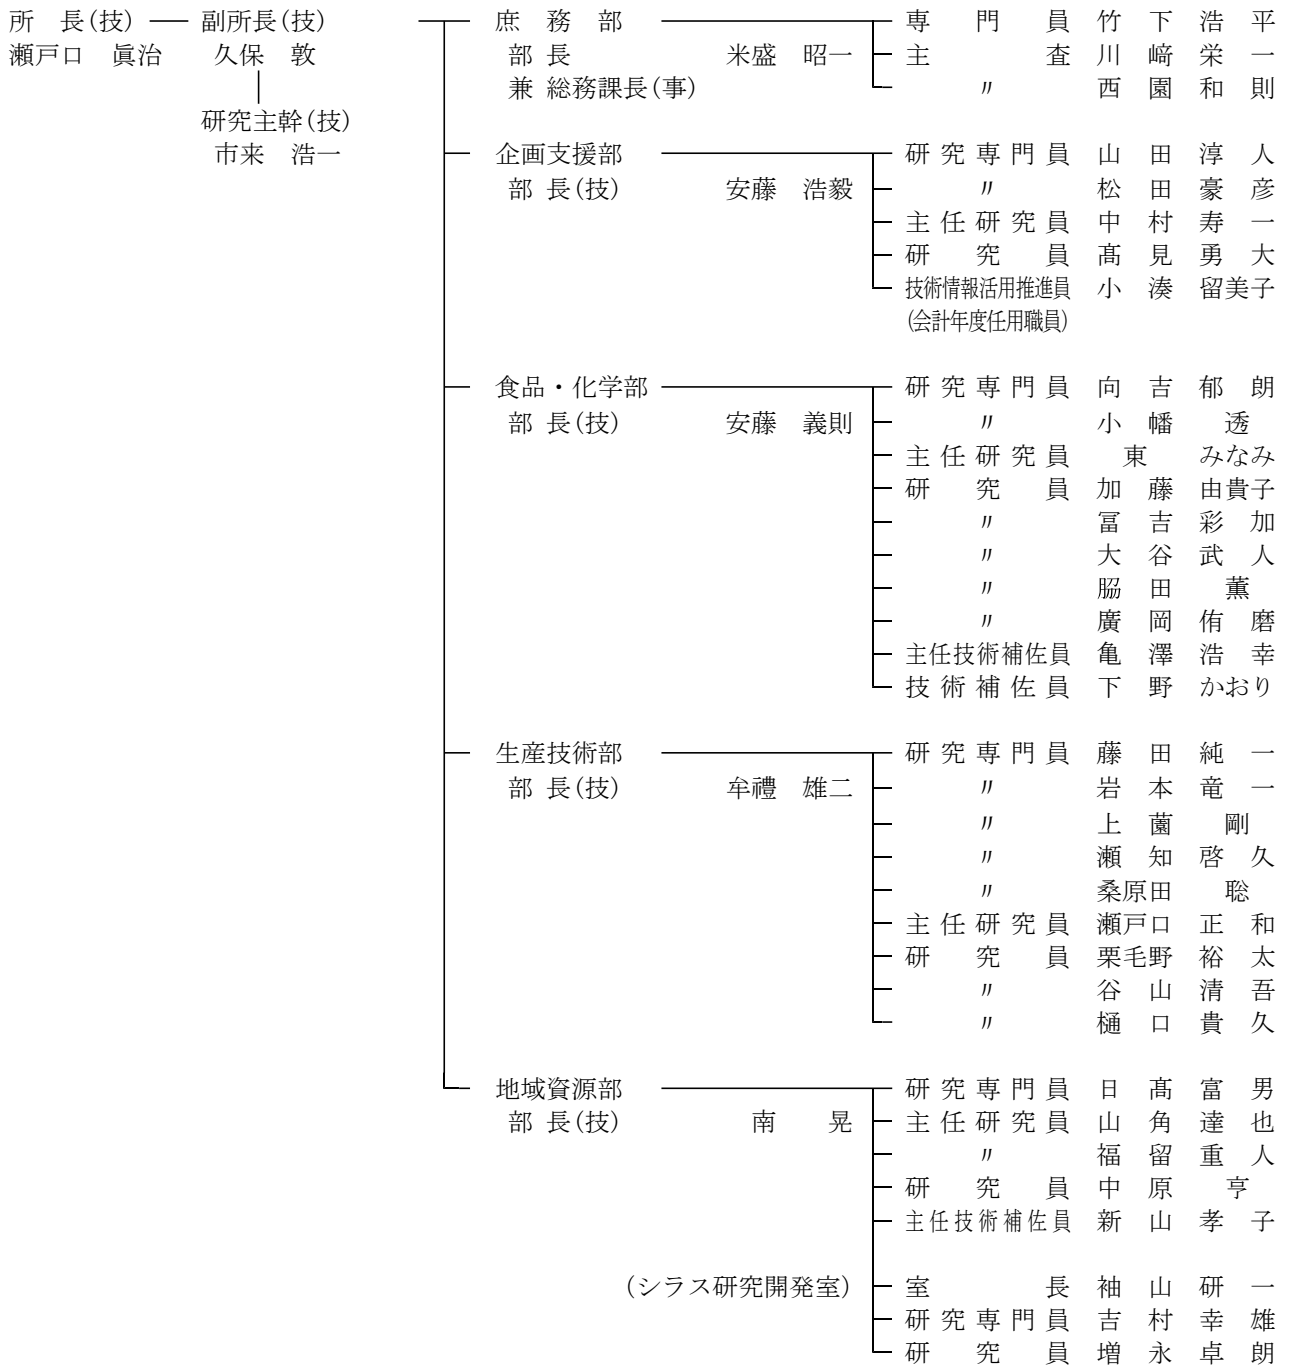 所 長(技) 副所長(技) 庶 務 部 専 門 員 竹 下 浩 平
瀬戸口 眞治 久保 敦 部 長 米盛 昭一 主 査 川 﨑 栄 一
兼 総務課長(事) 〃 西 園 和 則
研究主幹(技)
市来 浩一 企画支援部 研 究 専 門 員 山 田 淳 人
部 長(技) 安藤 浩毅 〃 松 田 豪 彦
主 任 研 究 員 中 村 寿 一
研 究 員 髙 見 勇 大
技術情報活用推進員 小 湊 留美子
(会計年度任用職員)
食品・化学部 研 究 専 門 員 向 吉 郁 朗
部 長(技) 安藤 義則 〃 小 幡 透
主 任 研 究 員 東 みなみ
研 究 員 加 藤 由貴子
〃 冨 吉 彩 加
〃 大 谷 武 人
〃 脇 田 薫
〃 廣 岡 侑 磨
主任技術補佐員 亀 澤 浩 幸
技 術 補 佐 員 下 野 かおり
生産技術部 研 究 専 門 員 藤 田 純 一
部 長(技) 牟禮 雄二 〃 岩 本 竜 一
〃 上 薗 剛
〃 瀬 知 啓 久
〃 桑原田 聡
主 任 研 究 員 瀬戸口 正 和
研 究 員 栗毛野 裕 太
〃 谷 山 清 吾
〃 樋 口 貴 久
地域資源部 研 究 専 門 員 日 髙 富 男
部 長(技) 南 晃 主 任 研 究 員 山 角 達 也
〃 福 留 重 人
研 究 員 中 原 亨
主任技術補佐員 新 山 孝 子
(シラス研究開発室) 室 長 袖 山 研 一
研 究 専 門 員 吉 村 幸 雄
研 究 員 増 永 卓 朗